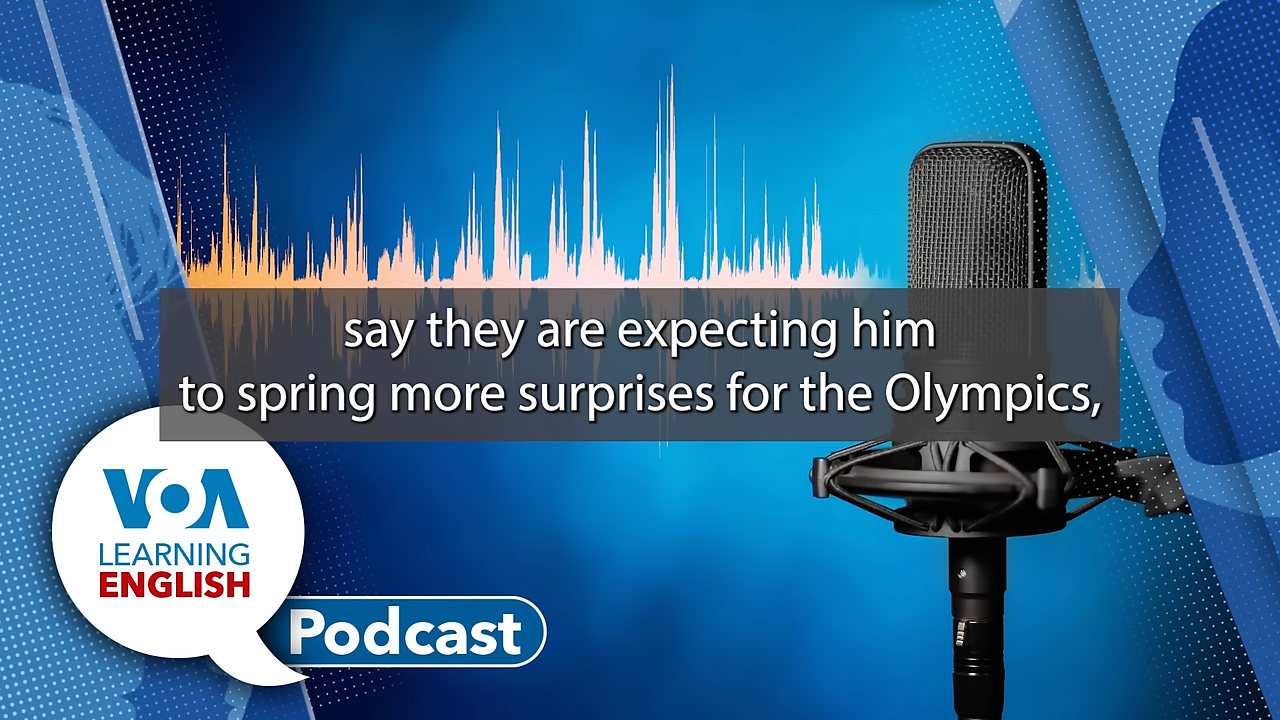 say they are expecting him
to spring more surprises for the Olympics,
VOA
LEARNING
ENGLISH
Podcast